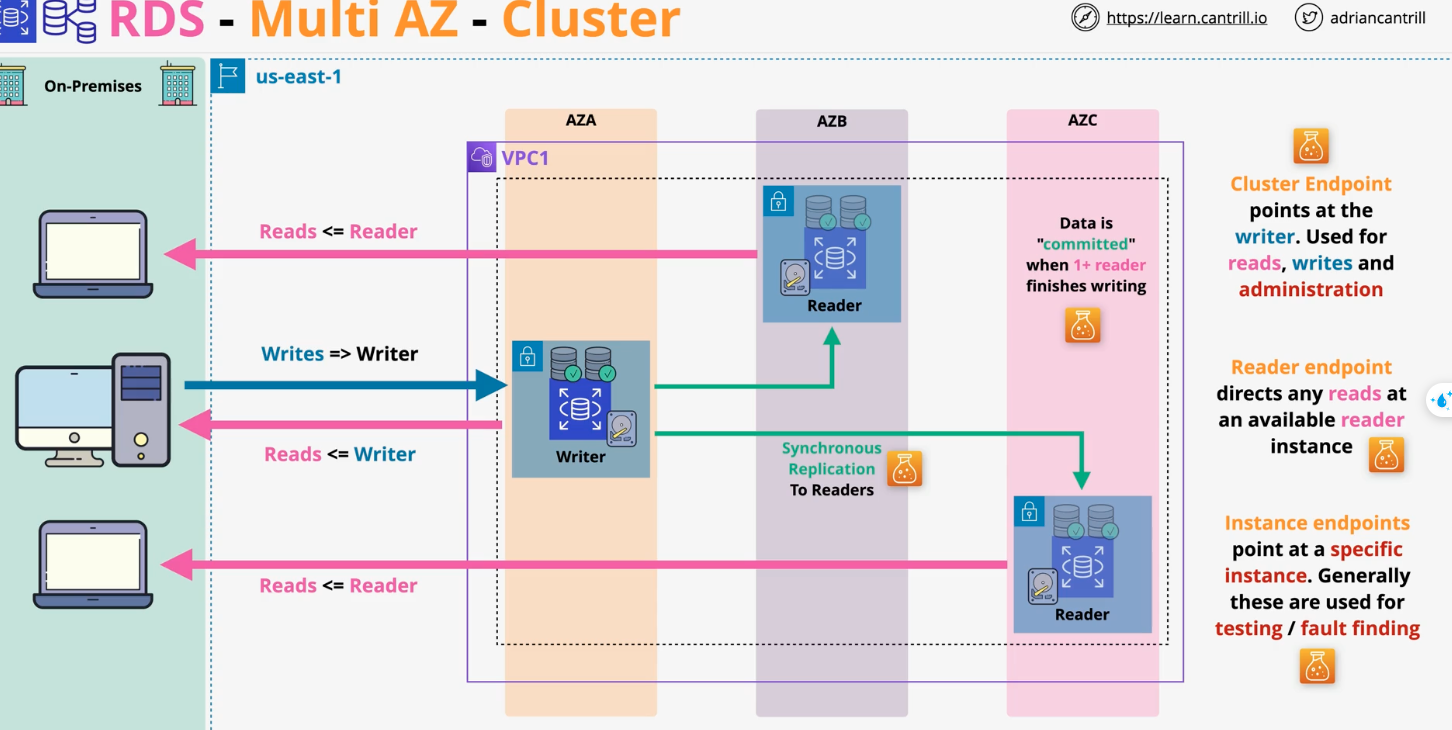 RDS - Multi AZ - Cluster
https://learn.cantrill.io
adriancantrill
On-Premises
us-east-1
AZA
AZB
AZC
VPC1
Reads <= Reader
Writes => Writer
Reads <= Writer
Reads <= Reader
Reader
Writer
Synchronous
Replication
To Readers
Data is
"committed"
when 1+ reader
finishes writing
Reader
Cluster Endpoint
points at the
writer. Used for
reads, writes and
administration
Reader endpoint
directs any reads at
an available reader
instance
Instance endpoints
point at a specific
instance. Generally
these are used for
testing / fault finding